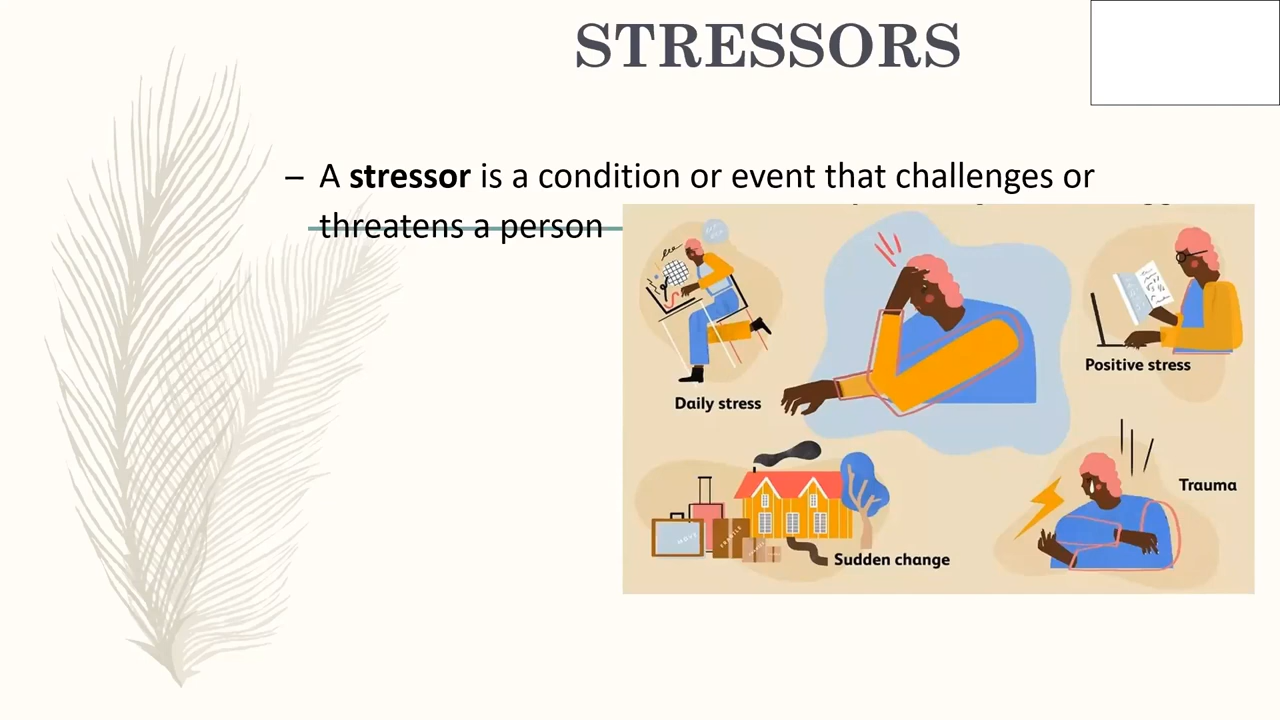 STRESSORS
– A stressor is a condition or event that challenges or
threatens a person
Daily stress
Positive stress
Trauma
Sudden change